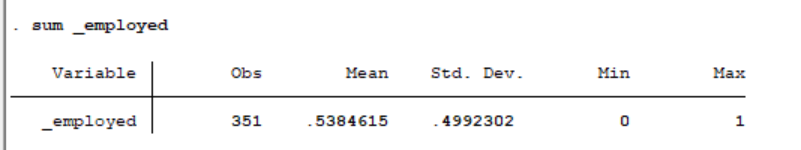 . sum _employed
Variable Obs Mean Std. Dev. Min Max
_employed 351 .5384615 .4992302 0 1